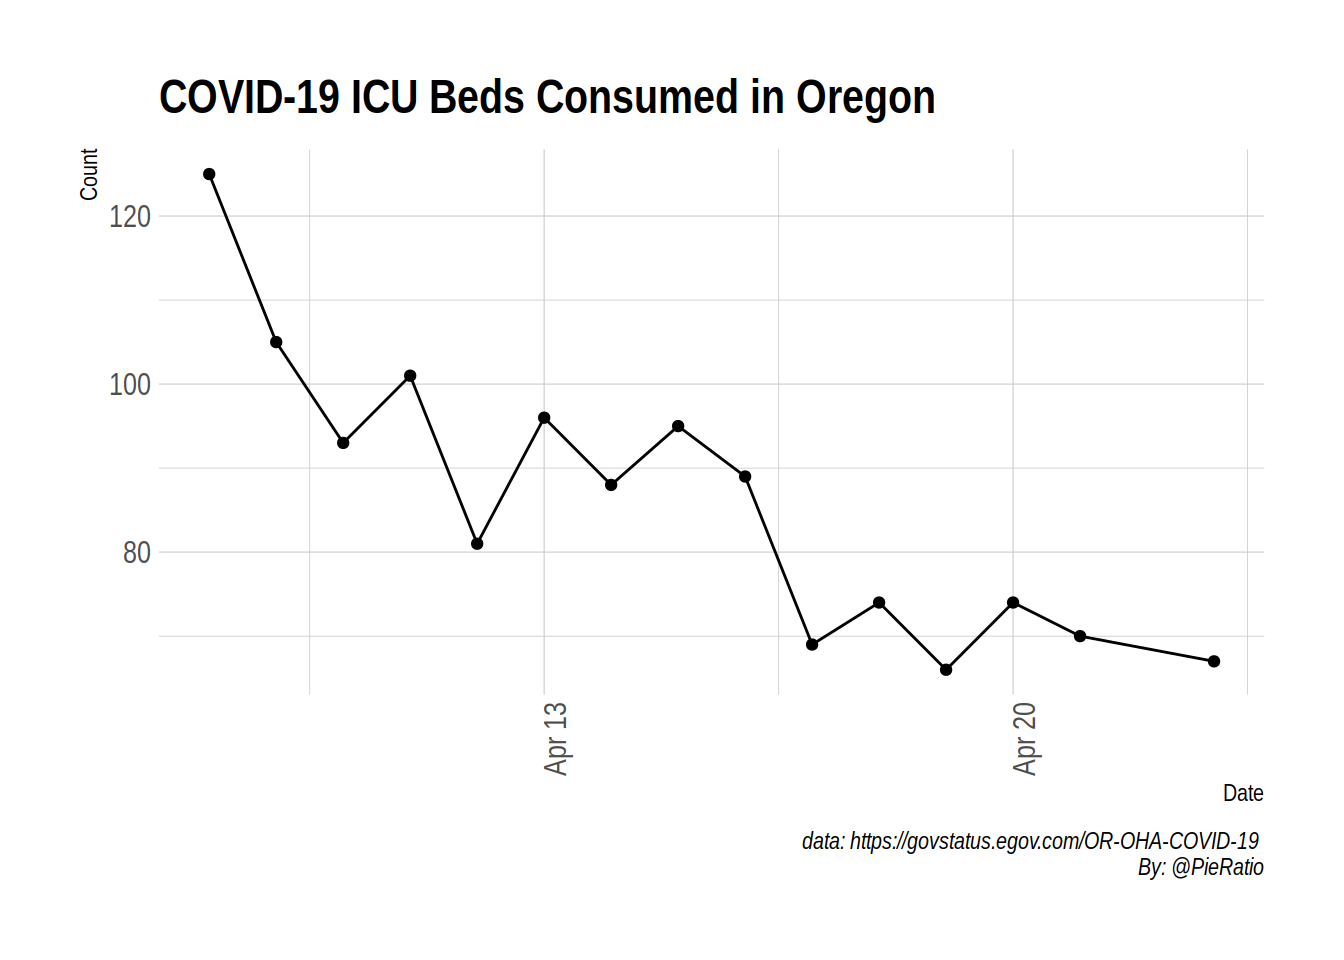 COVID-19 ICU Beds Consumed in Oregon
Count
120
100
80
Apr 13
Apr 20
Date
data: https://govstatus.egov.com/OR-OHA-COVID-19
By: @PieRatio